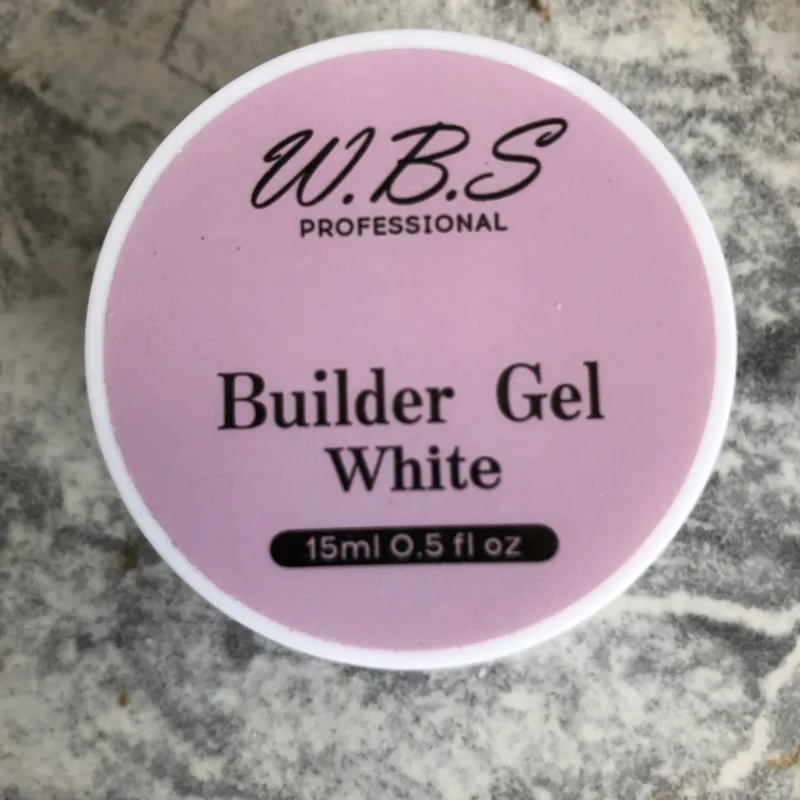 W.B.S
PROFESSIONAL
Builder Gel
White
15ml 0.5 fl oz